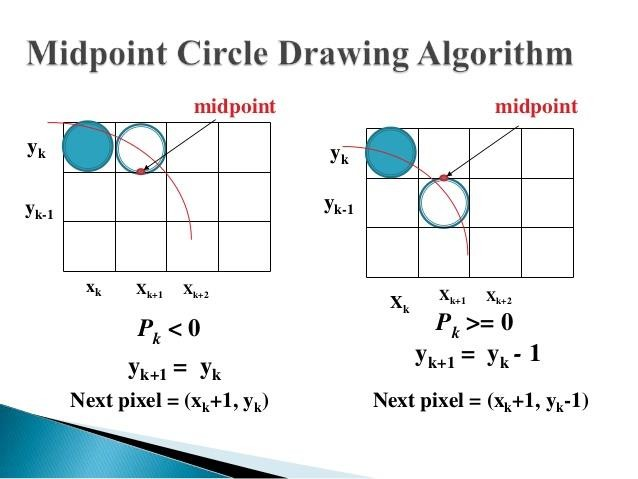 Midpoint Circle Drawing Algorithm
midpoint
yk
yk-1
xk xk+1 xk+2
Pk < 0
yk+1 = yk
Next pixel = (xk+1, yk)
midpoint
yk
yk-1
xk xk+1 xk+2
Pk >= 0
yk+1 = yk - 1
Next pixel = (xk+1, yk-1)